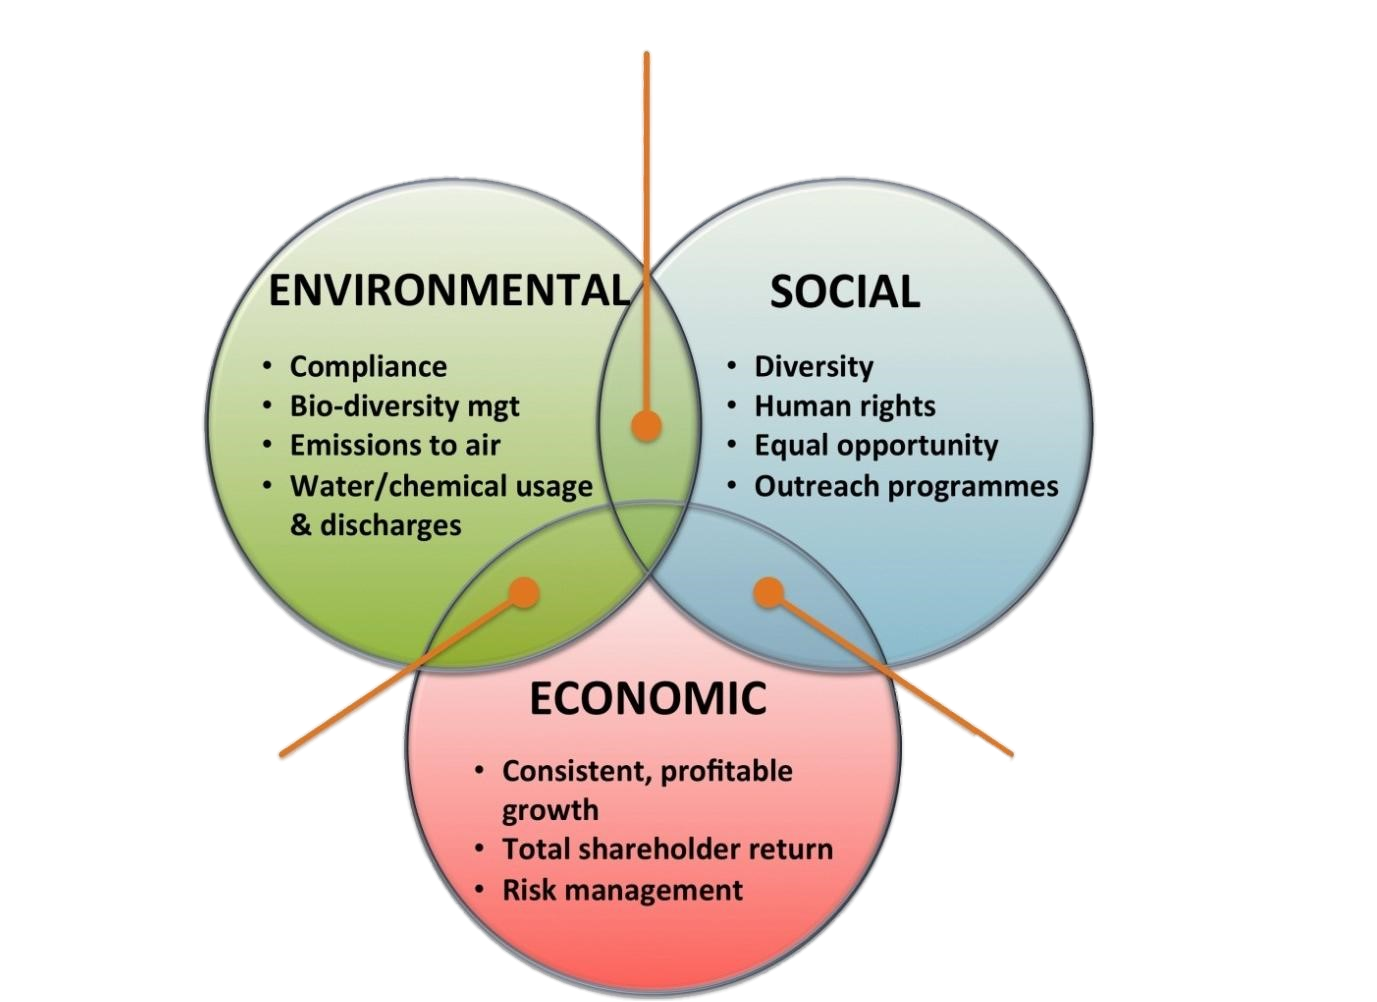 ENVIRONMENTAL
• Compliance
• Bio-diversity mgt
• Emissions to air
• Water/chemical usage
& discharges
SOCIAL
• Diversity
• Human rights
• Equal opportunity
• Outreach programmes
ECONOMIC
• Consistent, profitable
growth
• Total shareholder return
• Risk management